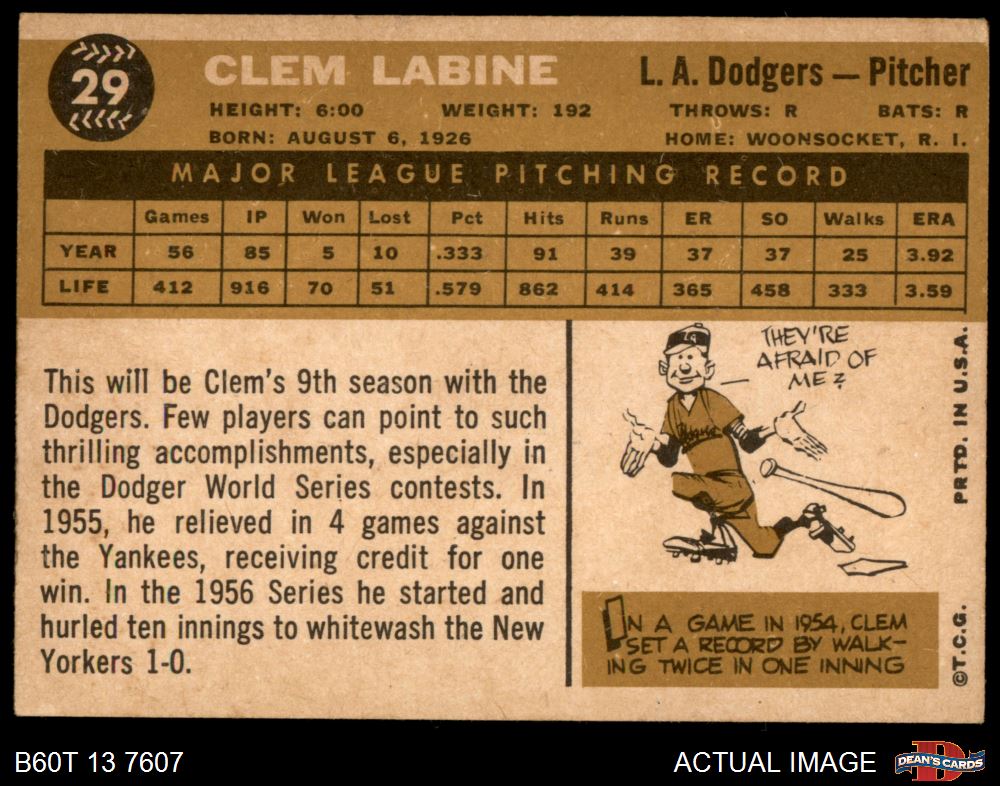 29
CLEM LABINE
L. A. Dodgers — Pitcher
HEIGHT: 6:00 WEIGHT: 192 THROWS: R BATS: R
BORN: AUGUST 6, 1926 HOME: WOONSOCKET, R. I.
MAJOR LEAGUE PITCHING RECORD
Games IP Won Lost Pct Hits Runs ER SO Walks ERA
YEAR 56 85 5 10 .333 91 39 37 37 25 3.92
LIFE 412 916 70 51 .579 862 414 365 458 333 3.59
This will be Clem's 9th season with the
Dodgers. Few players can point to such
thrilling accomplishments, especially in
the Dodger World Series contests. In
1955, he relieved in 4 games against
the Yankees, receiving credit for one
win. In the 1956 Series he started and
hurled ten innings to whitewash the New
Yorkers 1-0.
THEY'RE
AFRAID OF
ME?
LA
IN A GAME IN 1954, CLEM
SET A RECORD BY WALK-
ING TWICE IN ONE INNING
©T.C.G. PRTD. IN U.S.A.
B60T 13 7607
ACTUAL IMAGE
D
DEAN'S CARDS